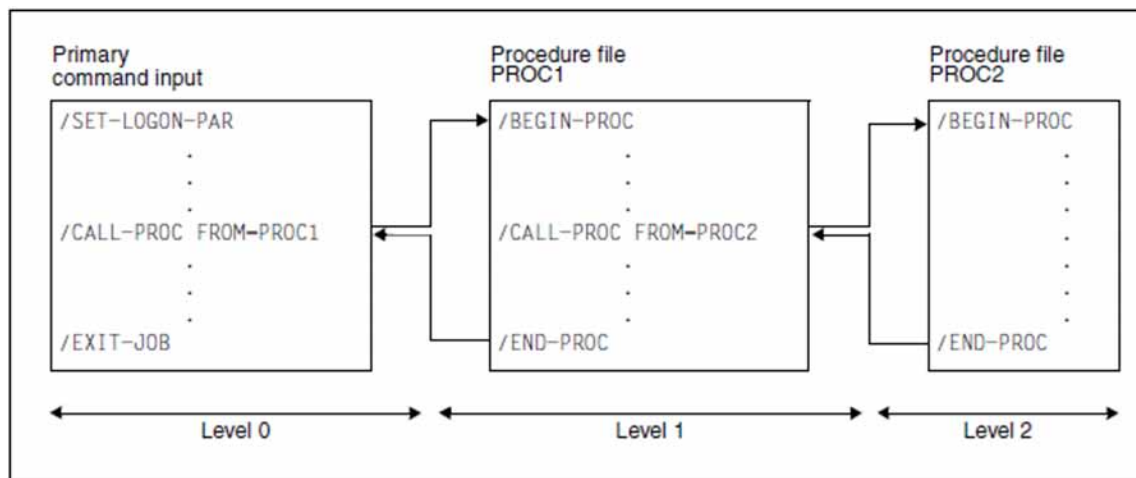 Primary
command input
/SET-LOGON-PAR
.
.
.
/CALL-PROC FROM-PROC1
.
.
.
/EXIT-JOB
Level 0
Procedure file
PROC1
/BEGIN-PROC
.
.
.
/CALL-PROC FROM-PROC2
.
.
.
/END-PROC
Level 1
Procedure file
PROC2
/BEGIN-PROC
.
.
.
.
.
.
.
/END-PROC
Level 2